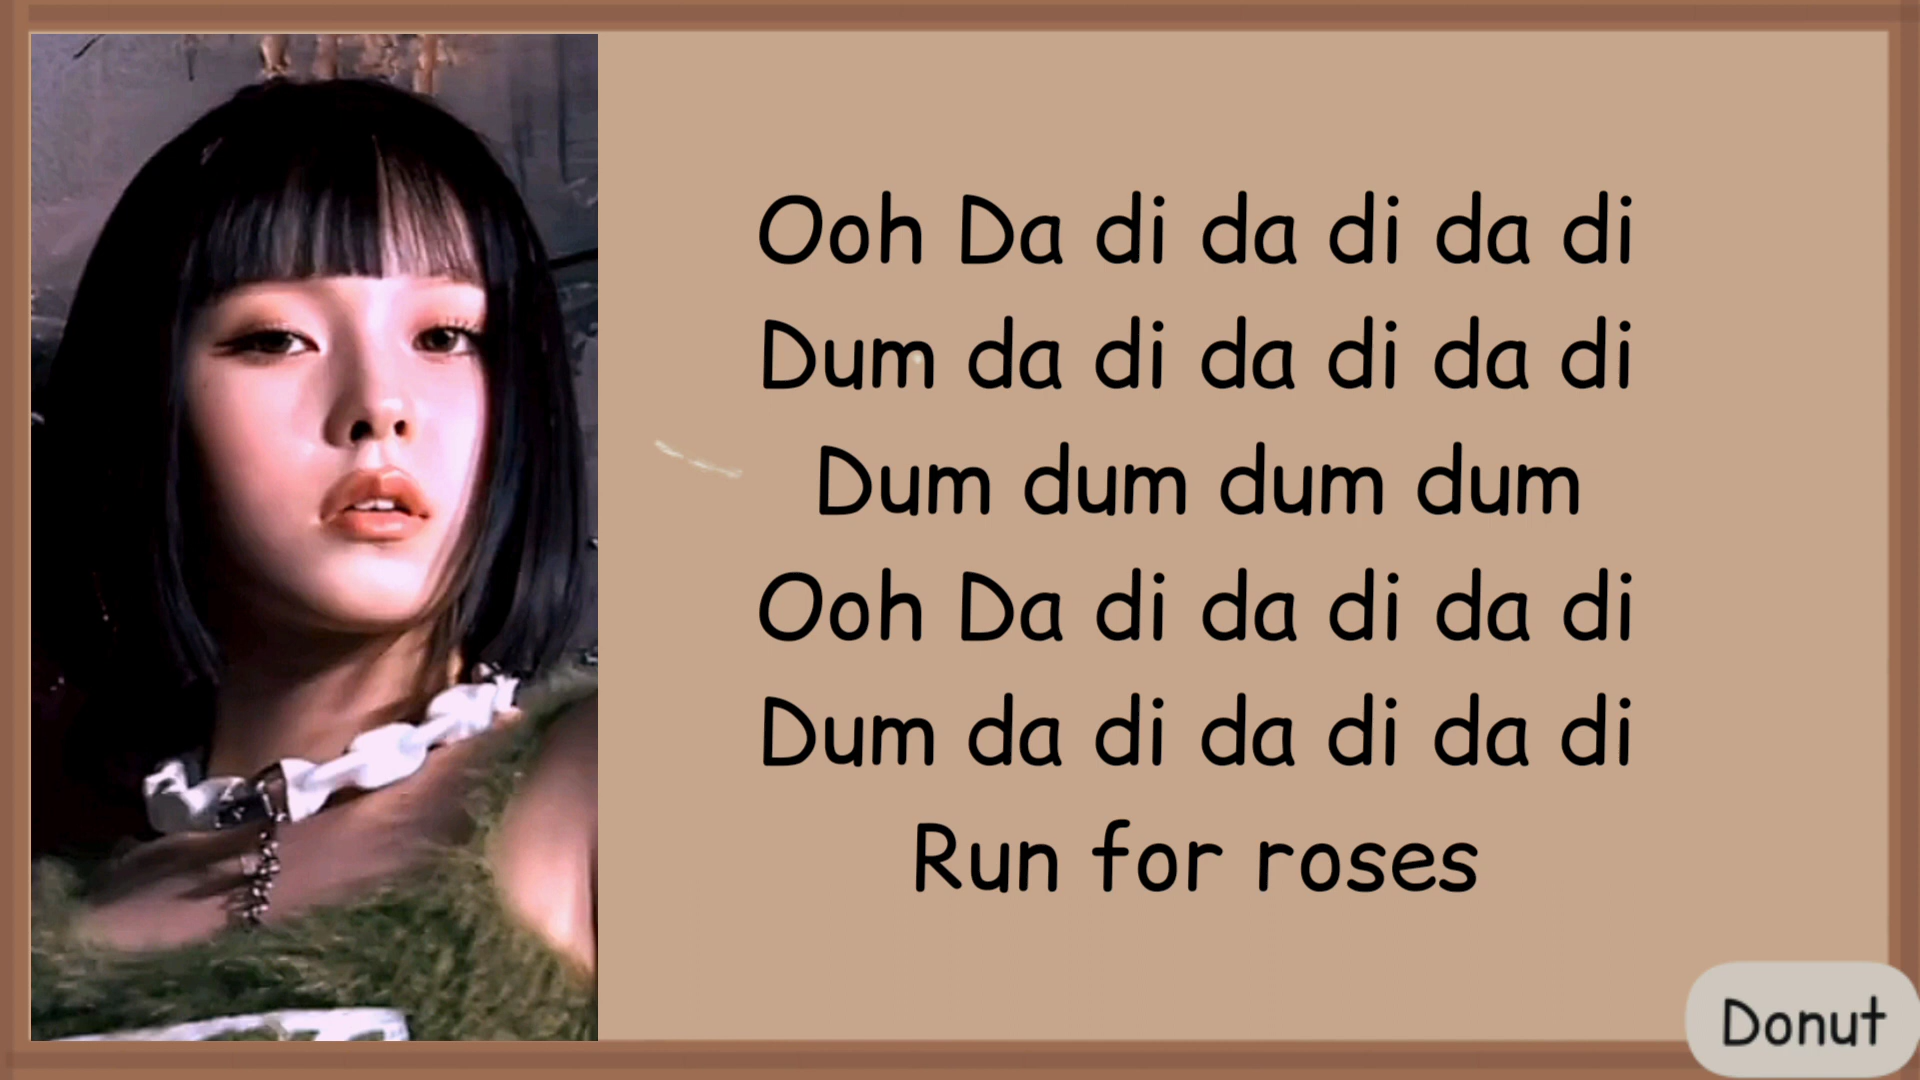 Ooh Da di da di da di
Dum da di da di da di
Dum dum dum dum
Ooh Da di da di da di
Dum da di da di da di
Run for roses
Donut